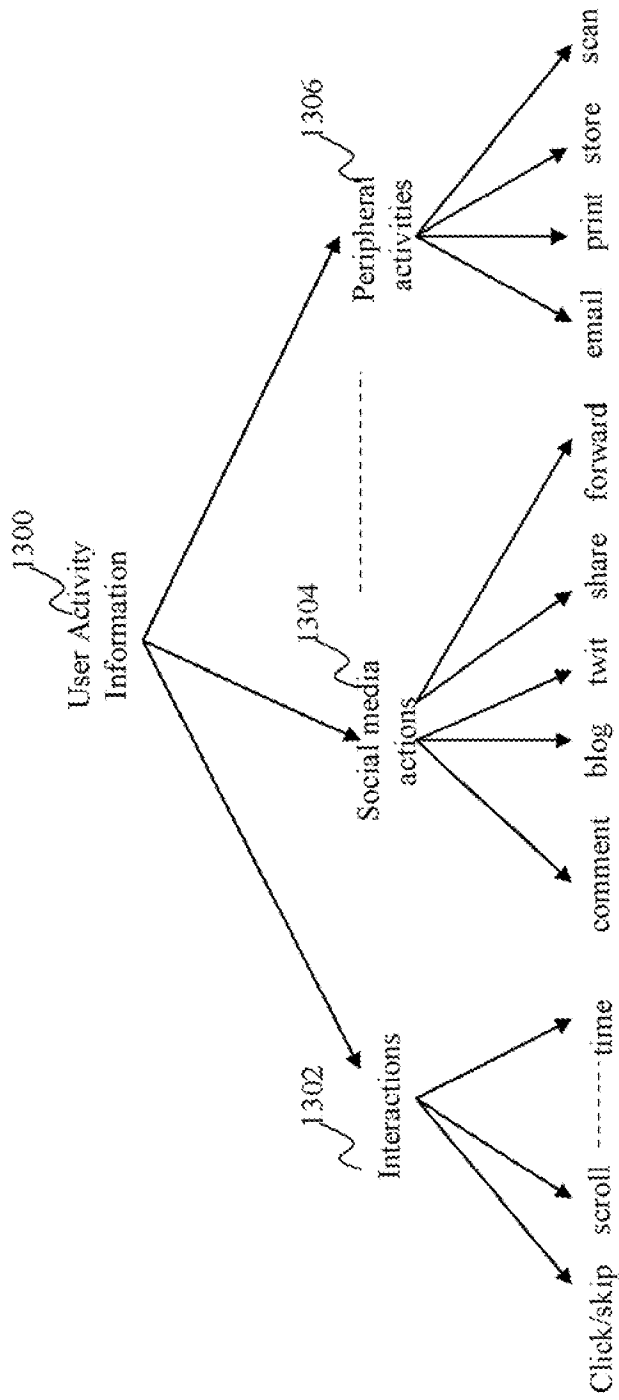 1300
User Activity
Information
1302
Interactions
1304
Social media
actions
1306
Peripheral
activities
Click/skip scroll time comment blog twit share forward email print store scan